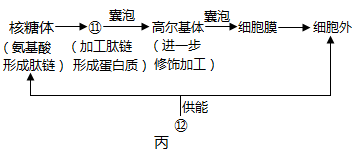 囊泡 囊泡
核糖体 ⑪ 高尔基体 细胞膜 细胞外
(氨基酸 (加工肽链 (进一步
形成肽链) 形成蛋白质) 修饰加工)
供能
⑫
丙